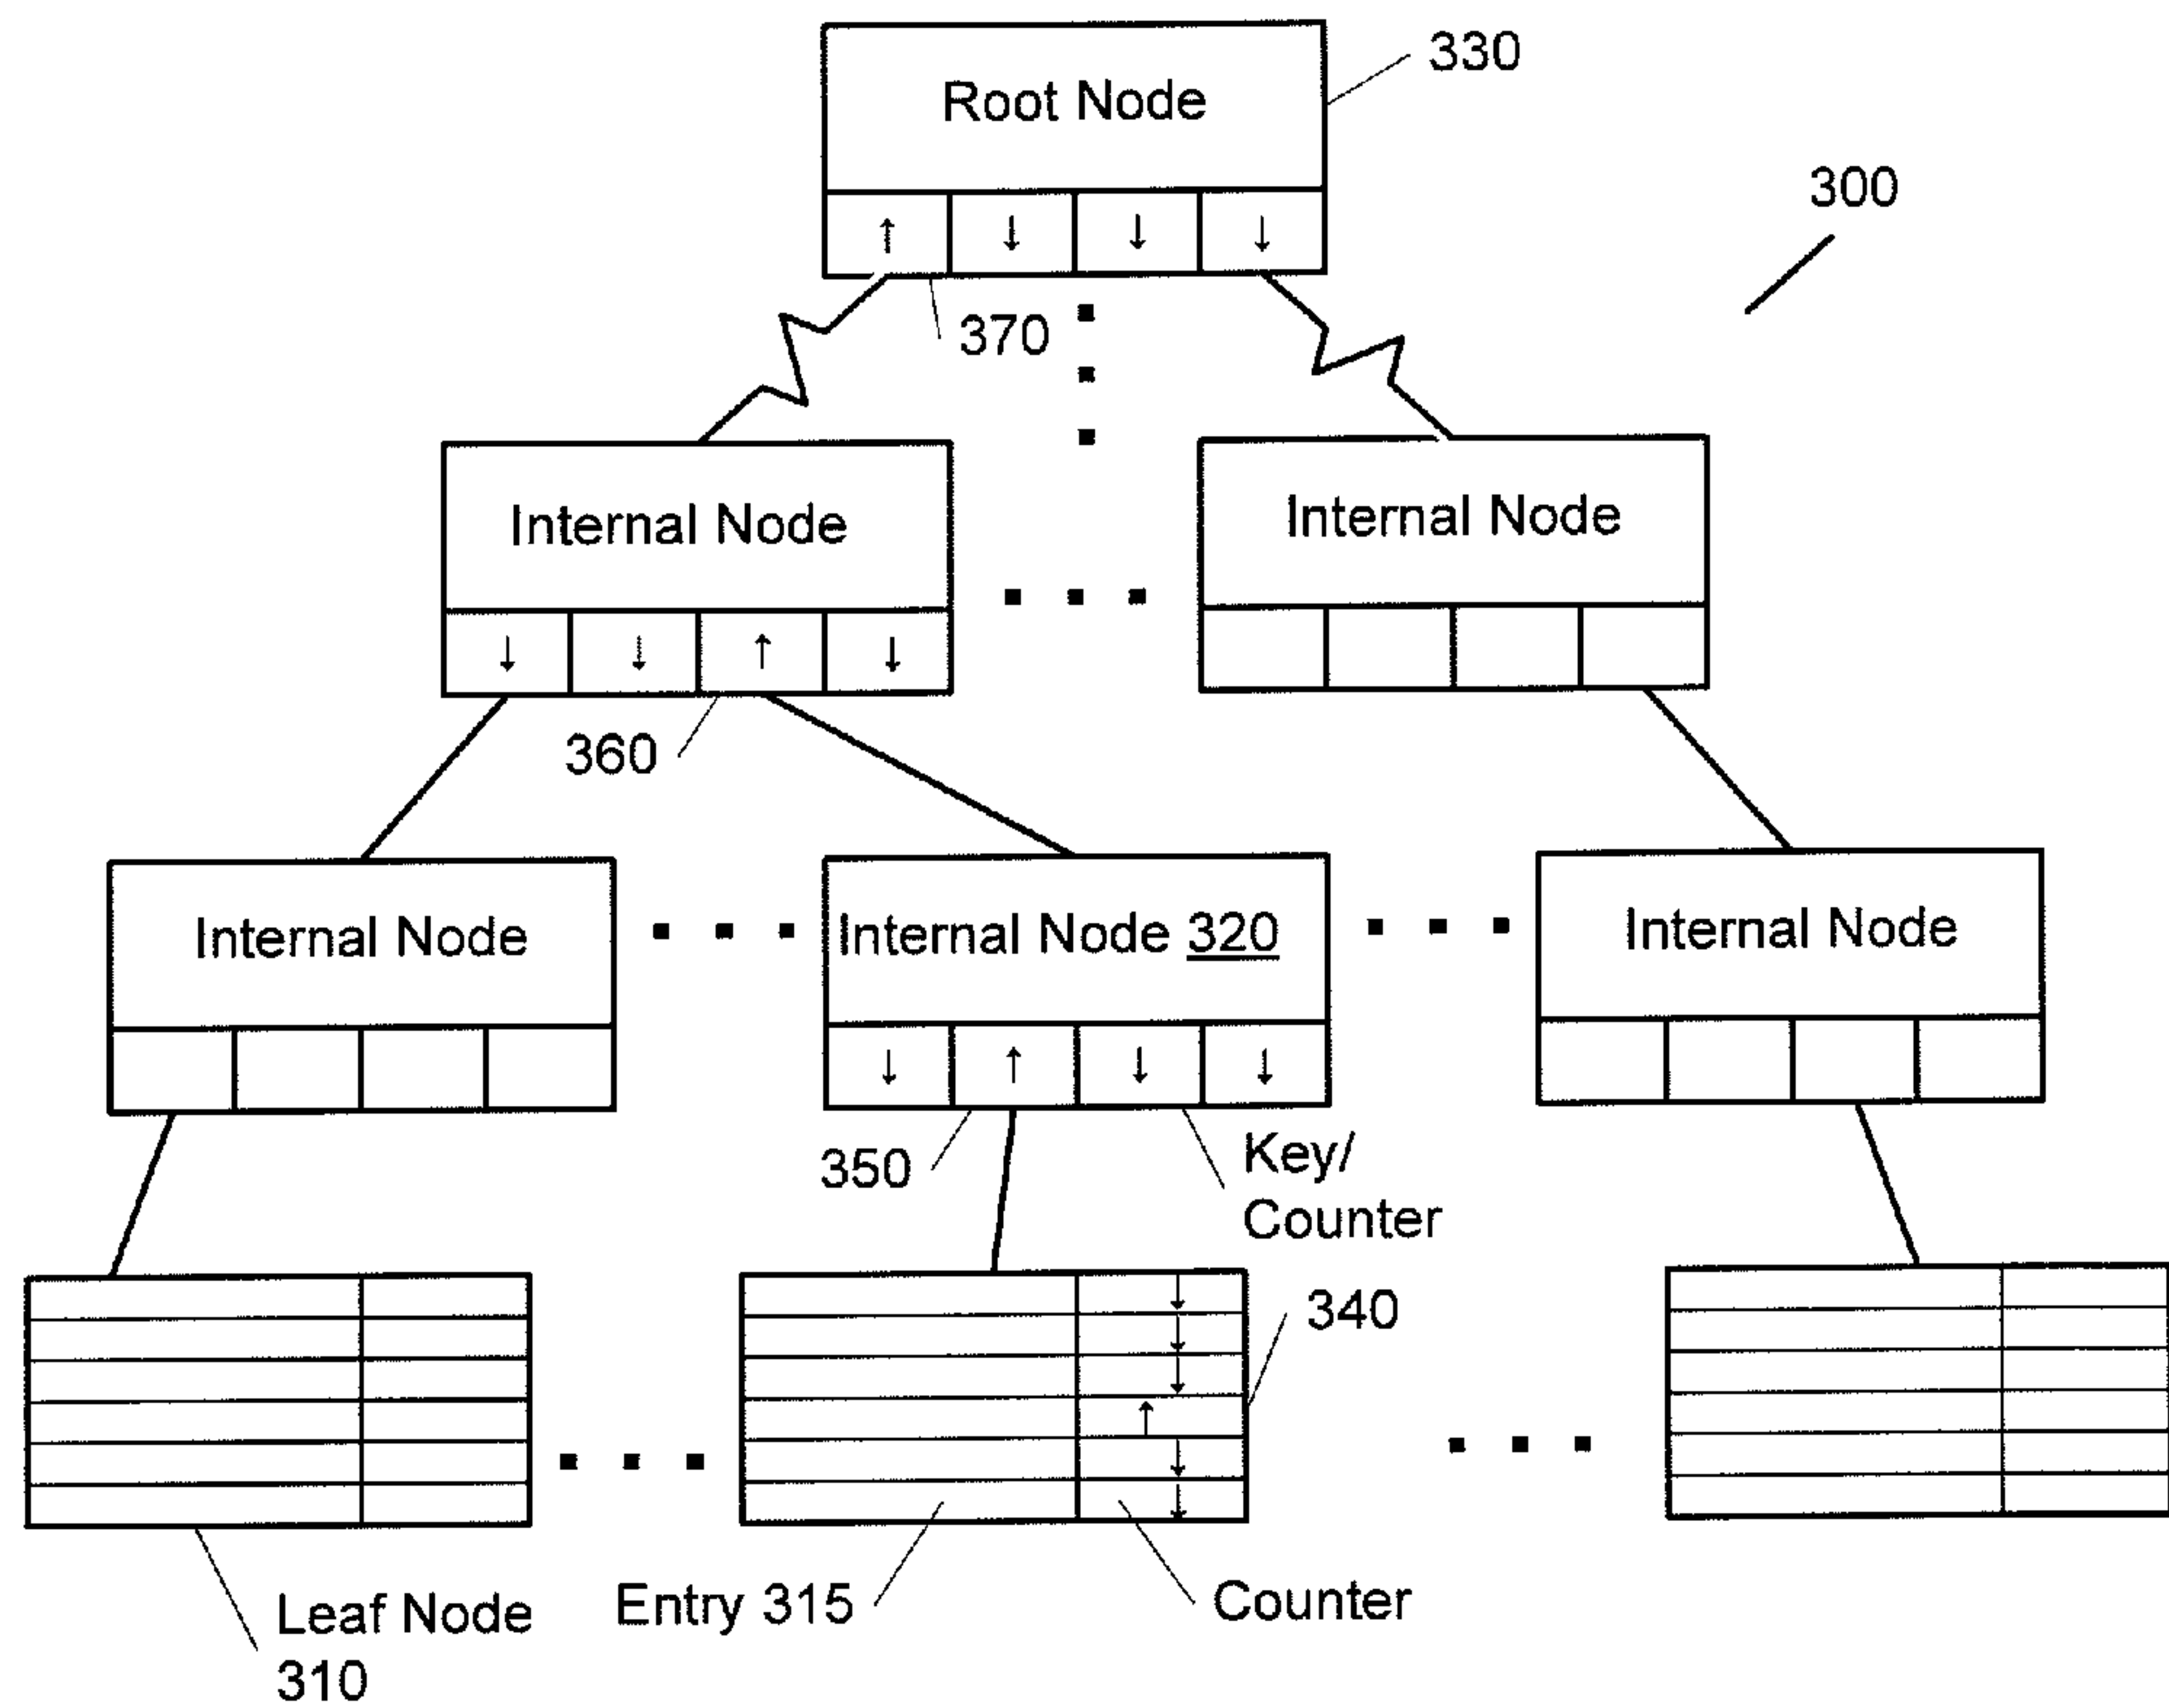 330
Root Node
300
↑ ↓ ↓ ↓
370
Internal Node
Internal Node
↓ ↓ ↑ ↓
360
Internal Node
Internal Node 320
Internal Node
↓ ↑ ↓ ↓
350
Key/
Counter
↓
340
↓
↓
↑
↓
↓
Entry 315
Counter
Leaf Node
310